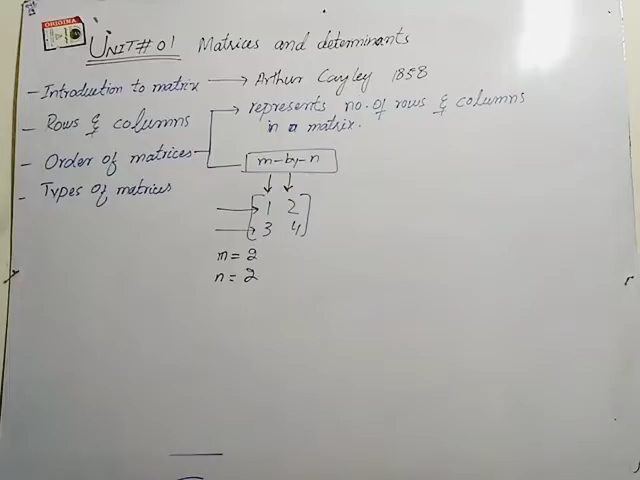 ORIGINAL
UNIT # 01 Matrices and determinants
- Introduction to matrix → Arthur Cayley 1858
- Rows & columns
→ represents no. of rows & columns
in a matrix.
- Order of matrices
m-by-n
- Types of matrices
1 2
3 4
m = 2
n = 2